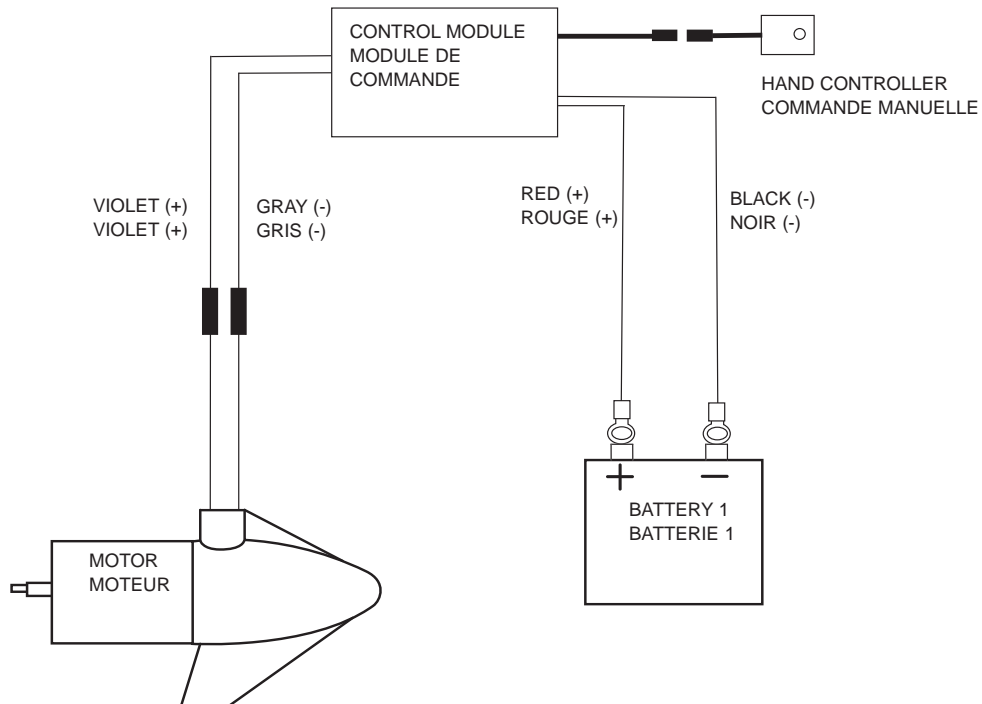 CONTROL MODULE
MODULE DE
COMMANDE
HAND CONTROLLER
COMMANDE MANUELLE
VIOLET (+)
VIOLET (+)
GRAY (-)
GRIS (-)
RED (+)
ROUGE (+)
BLACK (-)
NOIR (-)
+
−
BATTERY 1
BATTERIE 1
MOTOR
MOTEUR